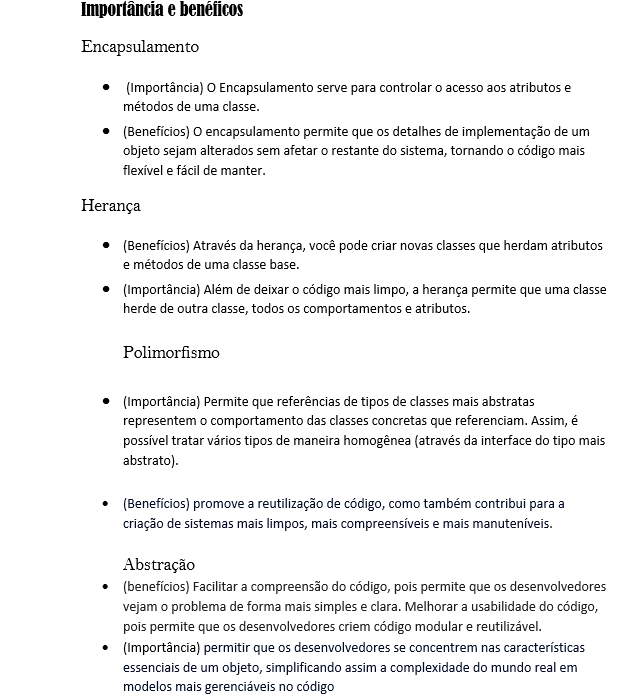 Importância e benéficos
Encapsulamento
• (Importância) O Encapsulamento serve para controlar o acesso aos atributos e
métodos de uma classe.
• (Benefícios) O encapsulamento permite que os detalhes de implementação de um
objeto sejam alterados sem afetar o restante do sistema, tornando o código mais
flexível e fácil de manter.
Herança
• (Benefícios) Através da herança, você pode criar novas classes que herdam atributos
e métodos de uma classe base.
• (Importância) Além de deixar o código mais limpo, a herança permite que uma classe
herde de outra classe, todos os comportamentos e atributos.
Polimorfismo
• (Importância) Permite que referências de tipos de classes mais abstratas
representem o comportamento das classes concretas que referenciam. Assim, é
possível tratar vários tipos de maneira homogênea (através da interface do tipo mais
abstrato).
• (Benefícios) promove a reutilização de código, como também contribui para a
criação de sistemas mais limpos, mais compreensíveis e mais manuteníveis.
Abstração
• (benefícios) Facilitar a compreensão do código, pois permite que os desenvolvedores
vejam o problema de forma mais simples e clara. Melhorar a usabilidade do código,
pois permite que os desenvolvedores criem código modular e reutilizável.
• (Importância) permitir que os desenvolvedores se concentrem nas características
essenciais de um objeto, simplificando assim a complexidade do mundo real em
modelos mais gerenciáveis no código